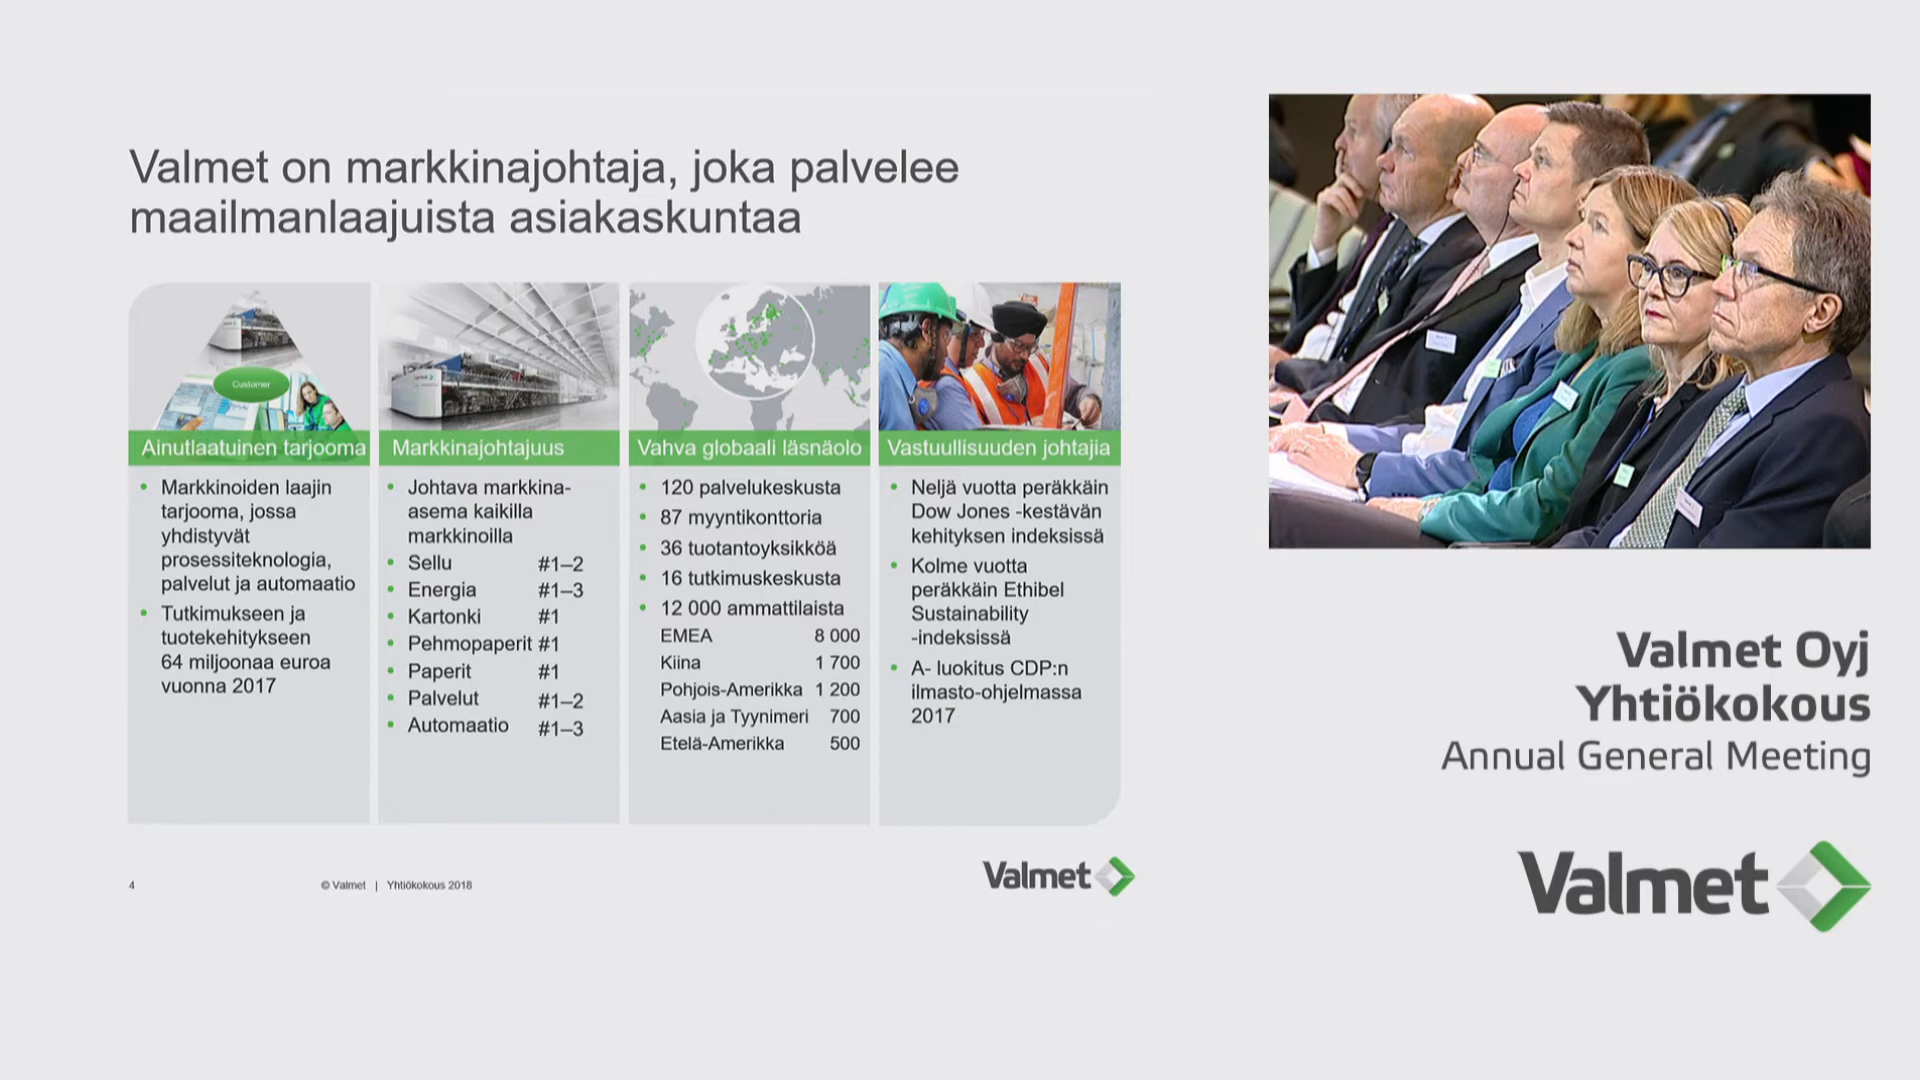 Valmet on markkinajohtaja, joka palvelee
maailmanlaajuista asiakaskuntaa
Customer
Ainutlaatuinen tarjooma
• Markkinoiden laajin
tarjooma, jossa
yhdistyvät
prosessiteknologia,
palvelut ja automaatio
• Tutkimukseen ja
tuotekehitykseen
64 miljoonaa euroa
vuonna 2017
Markkinajohtajuus
• Johtava markkina-
asema kaikilla
markkinoilla
• Sellu #1–2
• Energia #1–3
• Kartonki #1
• Pehmopaperit #1
• Paperit #1
• Palvelut #1–2
• Automaatio #1–3
Vahva globaali läsnäolo
• 120 palvelukeskusta
• 87 myyntikonttoria
• 36 tuotantoyksikköä
• 16 tutkimuskeskusta
• 12 000 ammattilaista
EMEA 8 000
Kiina 1 700
Pohjois-Amerikka 1 200
Aasia ja Tyynimeri 700
Etelä-Amerikka 500
Vastuullisuuden johtajia
• Neljä vuotta peräkkäin
Dow Jones -kestävän
kehityksen indeksissä
• Kolme vuotta
peräkkäin Ethibel
Sustainability
-indeksissä
• A- luokitus CDP:n
ilmasto-ohjelmassa
2017
4 © Valmet | Yhtiökokous 2018
Valmet
Valmet Oyj
Yhtiökokous
Annual General Meeting
Valmet